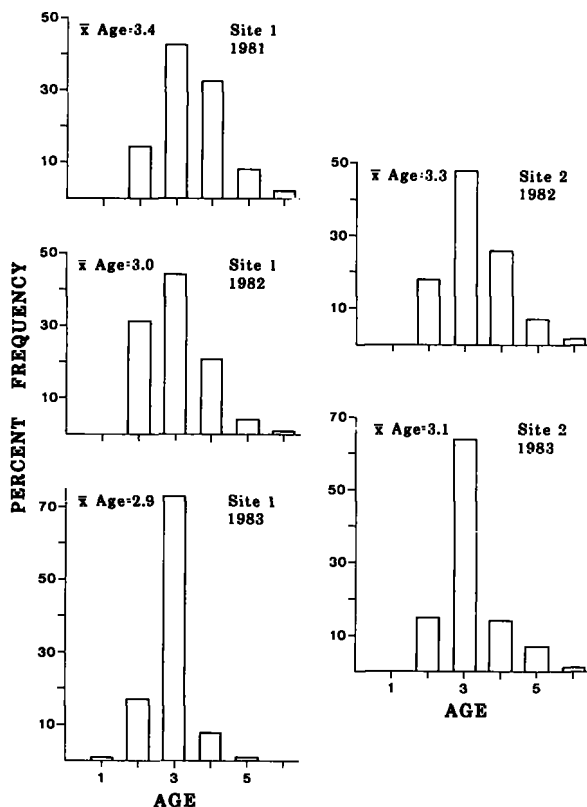 PERCENT FREQUENCY
x̄ Age=3.4 Site 1
1981
50
30
10
x̄ Age=3.0 Site 1
1982
50
30
10
x̄ Age=2.9 Site 1
1983
70
50
30
10
1 3 5
AGE
x̄ Age=3.3 Site 2
1982
50
30
10
x̄ Age=3.1 Site 2
1983
70
50
30
10
1 3 5
AGE